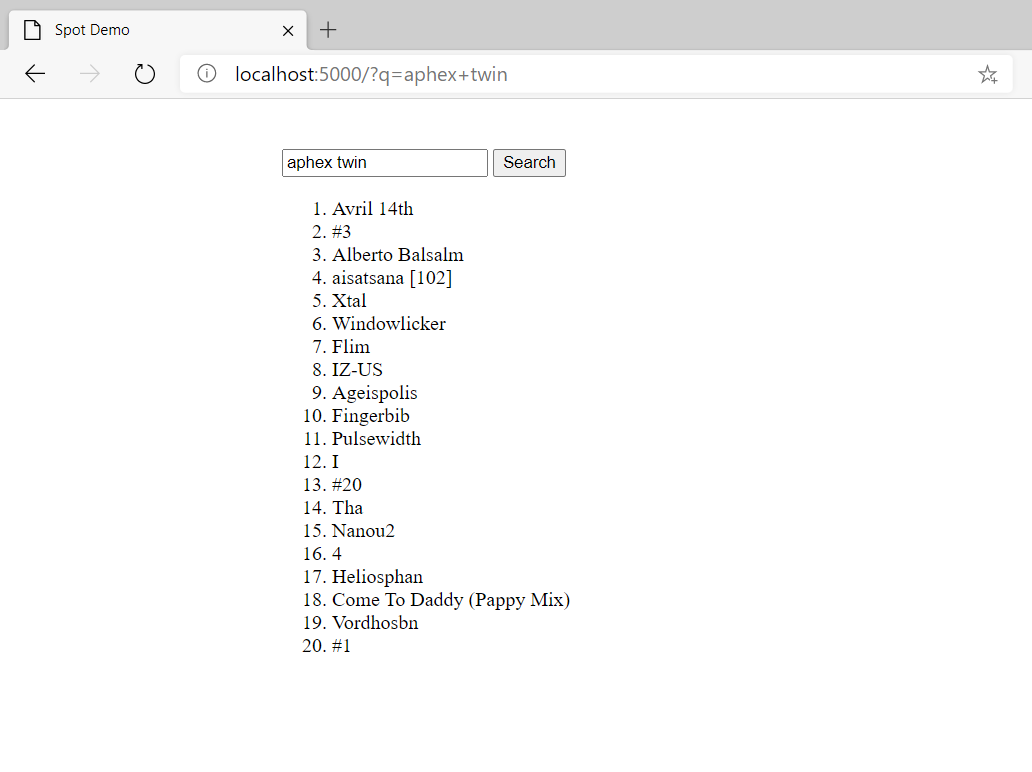 Spot Demo
localhost:5000/?q=aphex+twin
aphex twin Search
1. Avril 14th
2. #3
3. Alberto Balsalm
4. aisatsana [102]
5. Xtal
6. Windowlicker
7. Flim
8. IZ-US
9. Ageispolis
10. Fingerbib
11. Pulsewidth
12. I
13. #20
14. Tha
15. Nanou2
16. 4
17. Heliosphan
18. Come To Daddy (Pappy Mix)
19. Vordhosbn
20. #1